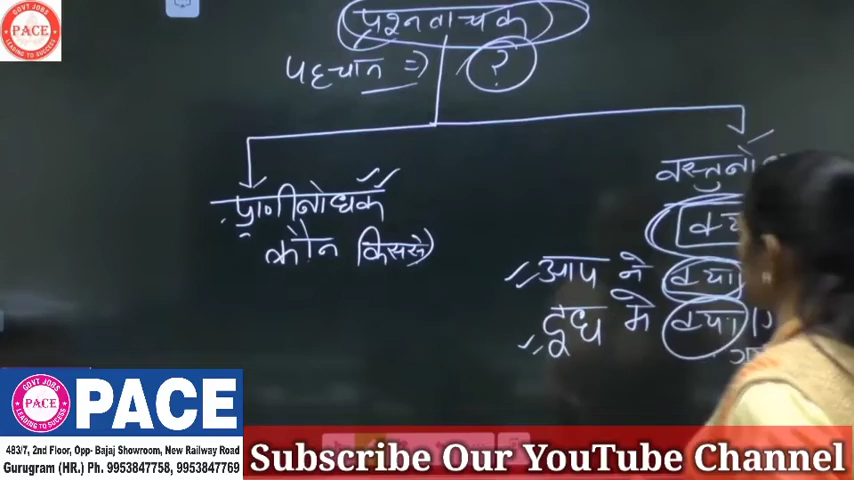 GOVT JOBS
PACE
LEADING TO SUCCESS
प्रश्नवाचक
पहचान => ?
प्राणीबोधक
कौन किससे
वस्तुबो
क्या
आप ने क्या
दूध में क्या
GOVT JOBS
PACE
LEADING TO SUCCESS
PACE
483/7, 2nd Floor, Opp- Bajaj Showroom, New Railway Road
Gurugram (HR.) Ph. 9953847758, 9953847769
Subscribe Our YouTube Channel